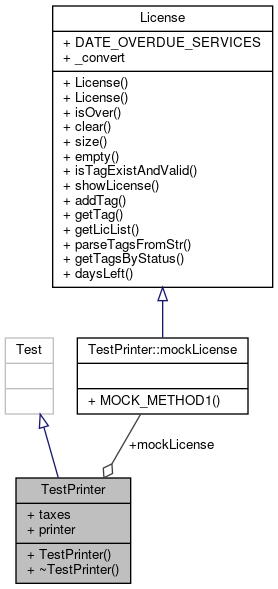 License
+ DATE_OVERDUE_SERVICES
+ _convert
+ License()
+ License()
+ isOver()
+ clear()
+ size()
+ empty()
+ isTagExistAndValid()
+ showLicense()
+ addTag()
+ getTag()
+ getLicList()
+ parseTagsFromStr()
+ getTagsByStatus()
+ daysLeft()
Test
TestPrinter::mockLicense
+ MOCK_METHOD1()
+mockLicense
TestPrinter
+ taxes
+ printer
+ TestPrinter()
+ ~TestPrinter()